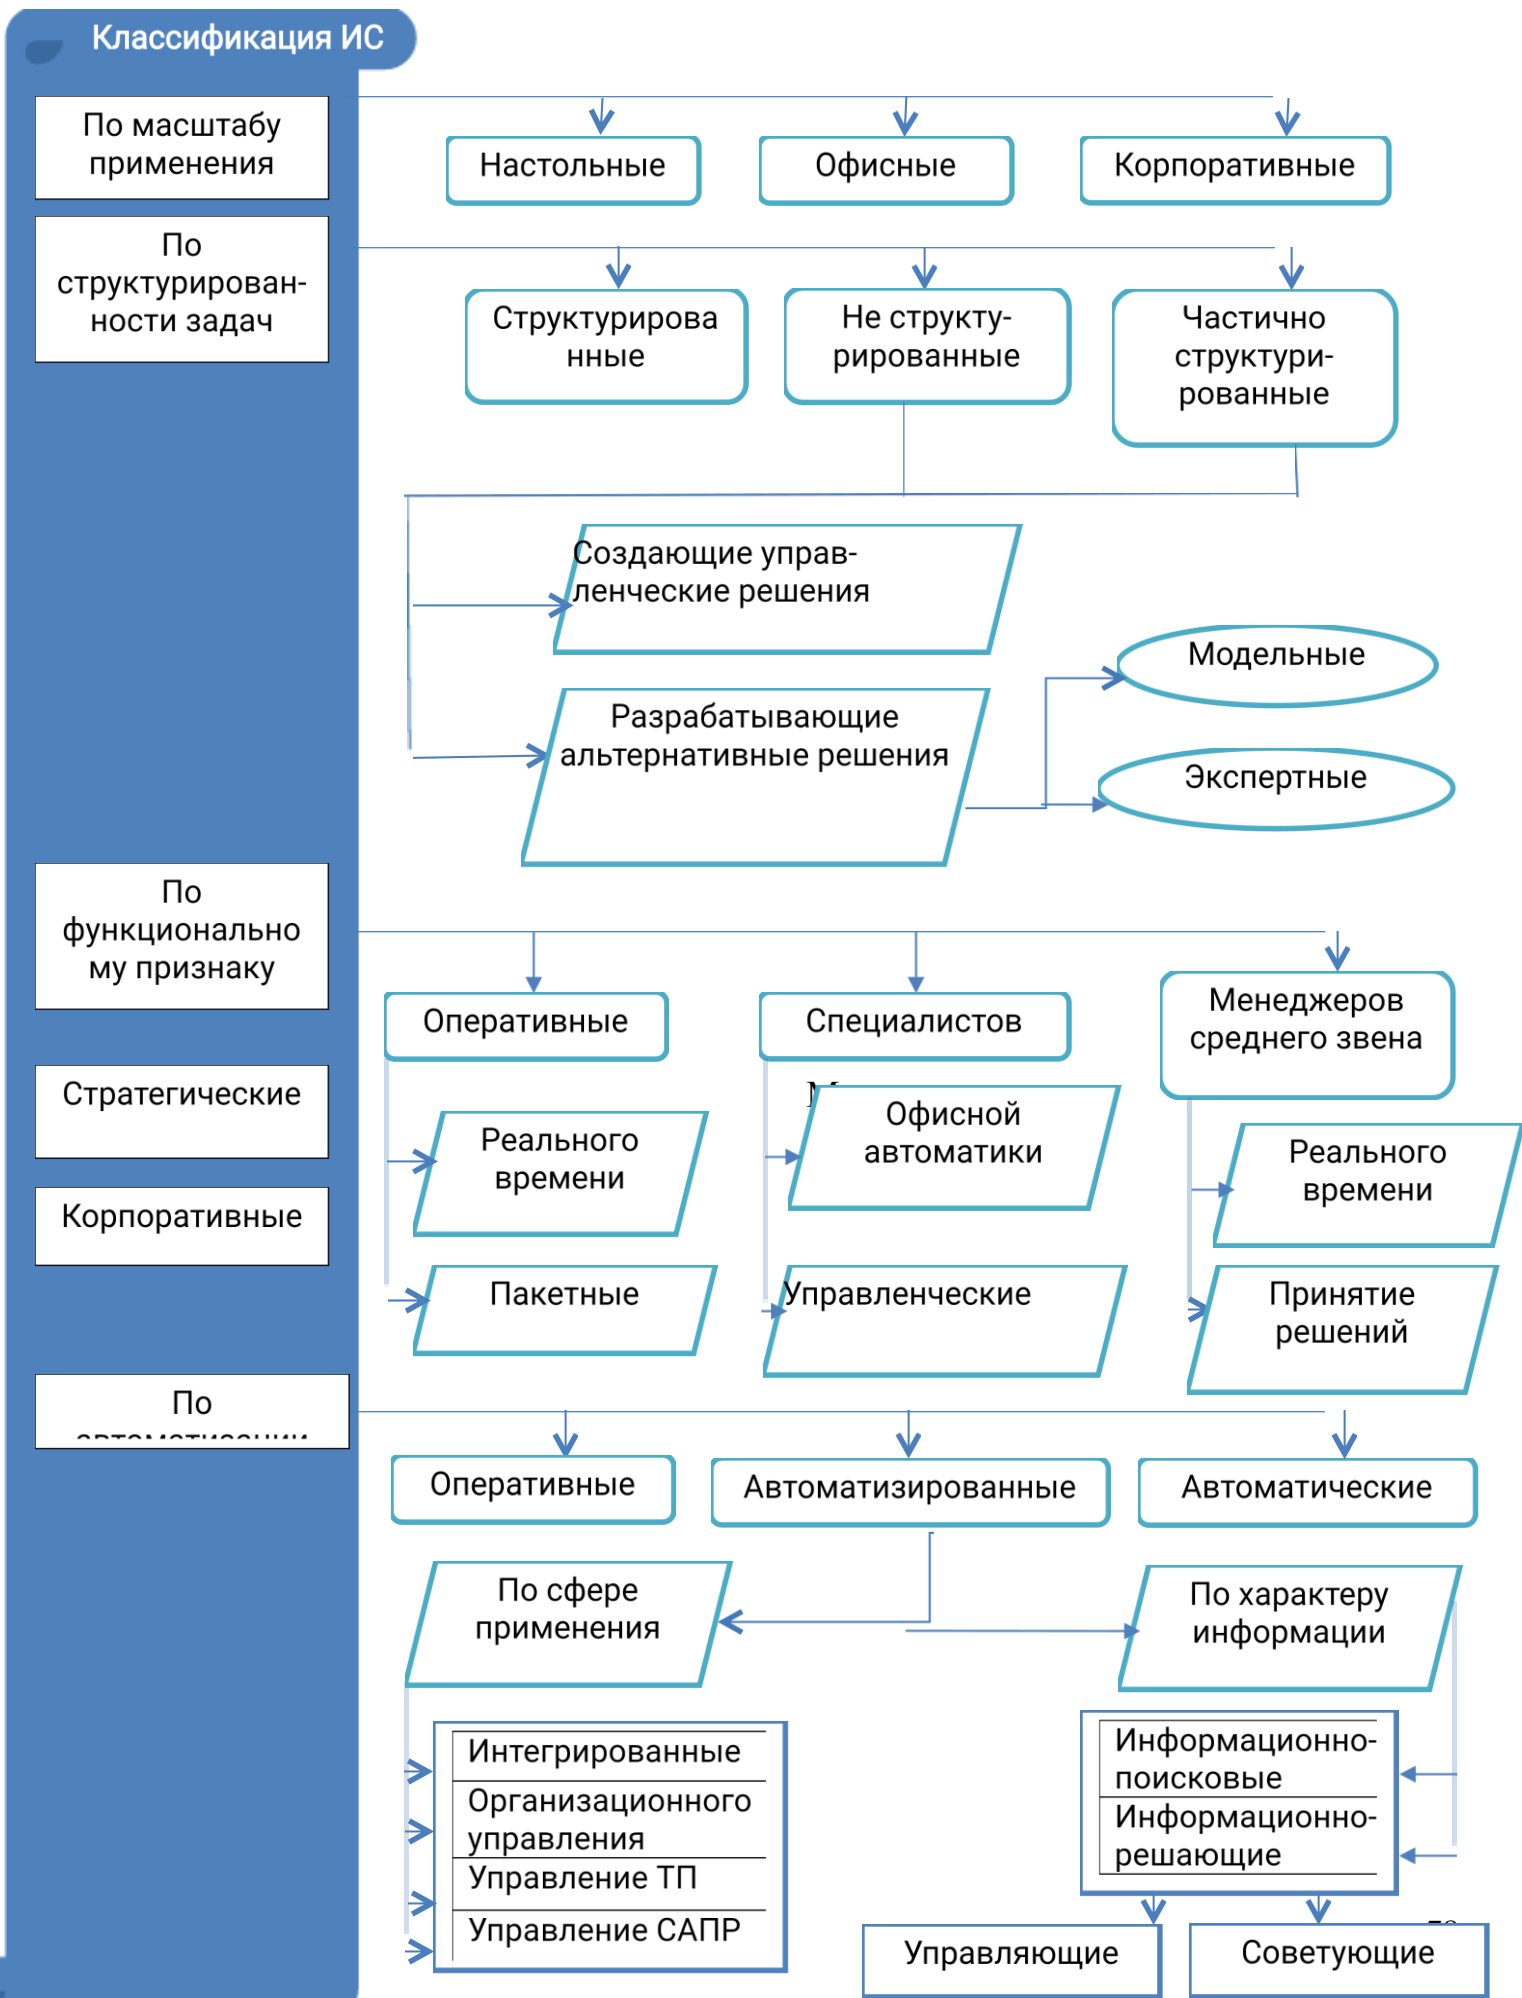 Классификация ИС
По масштабу
применения
Настольные
Офисные
Корпоративные
По
структурирован-
ности задач
Структурирова
нные
Не структу-
рированные
Частично
структури-
рованные
Создающие управ-
ленческие решения
Модельные
Разрабатывающие
альтернативные решения
Экспертные
По
функционально
му признаку
Оперативные
Специалистов
Менеджеров
среднего звена
Стратегические
Реального
времени
Офисной
автоматики
Реального
времени
Корпоративные
Пакетные
Управленческие
Принятие
решений
По
автоматизации
Оперативные
Автоматизированные
Автоматические
По сфере
применения
По характеру
информации
Интегрированные
Организационного
управления
Управление ТП
Управление САПР
Информационно-
поисковые
Информационно-
решающие
Управляющие
Советующие